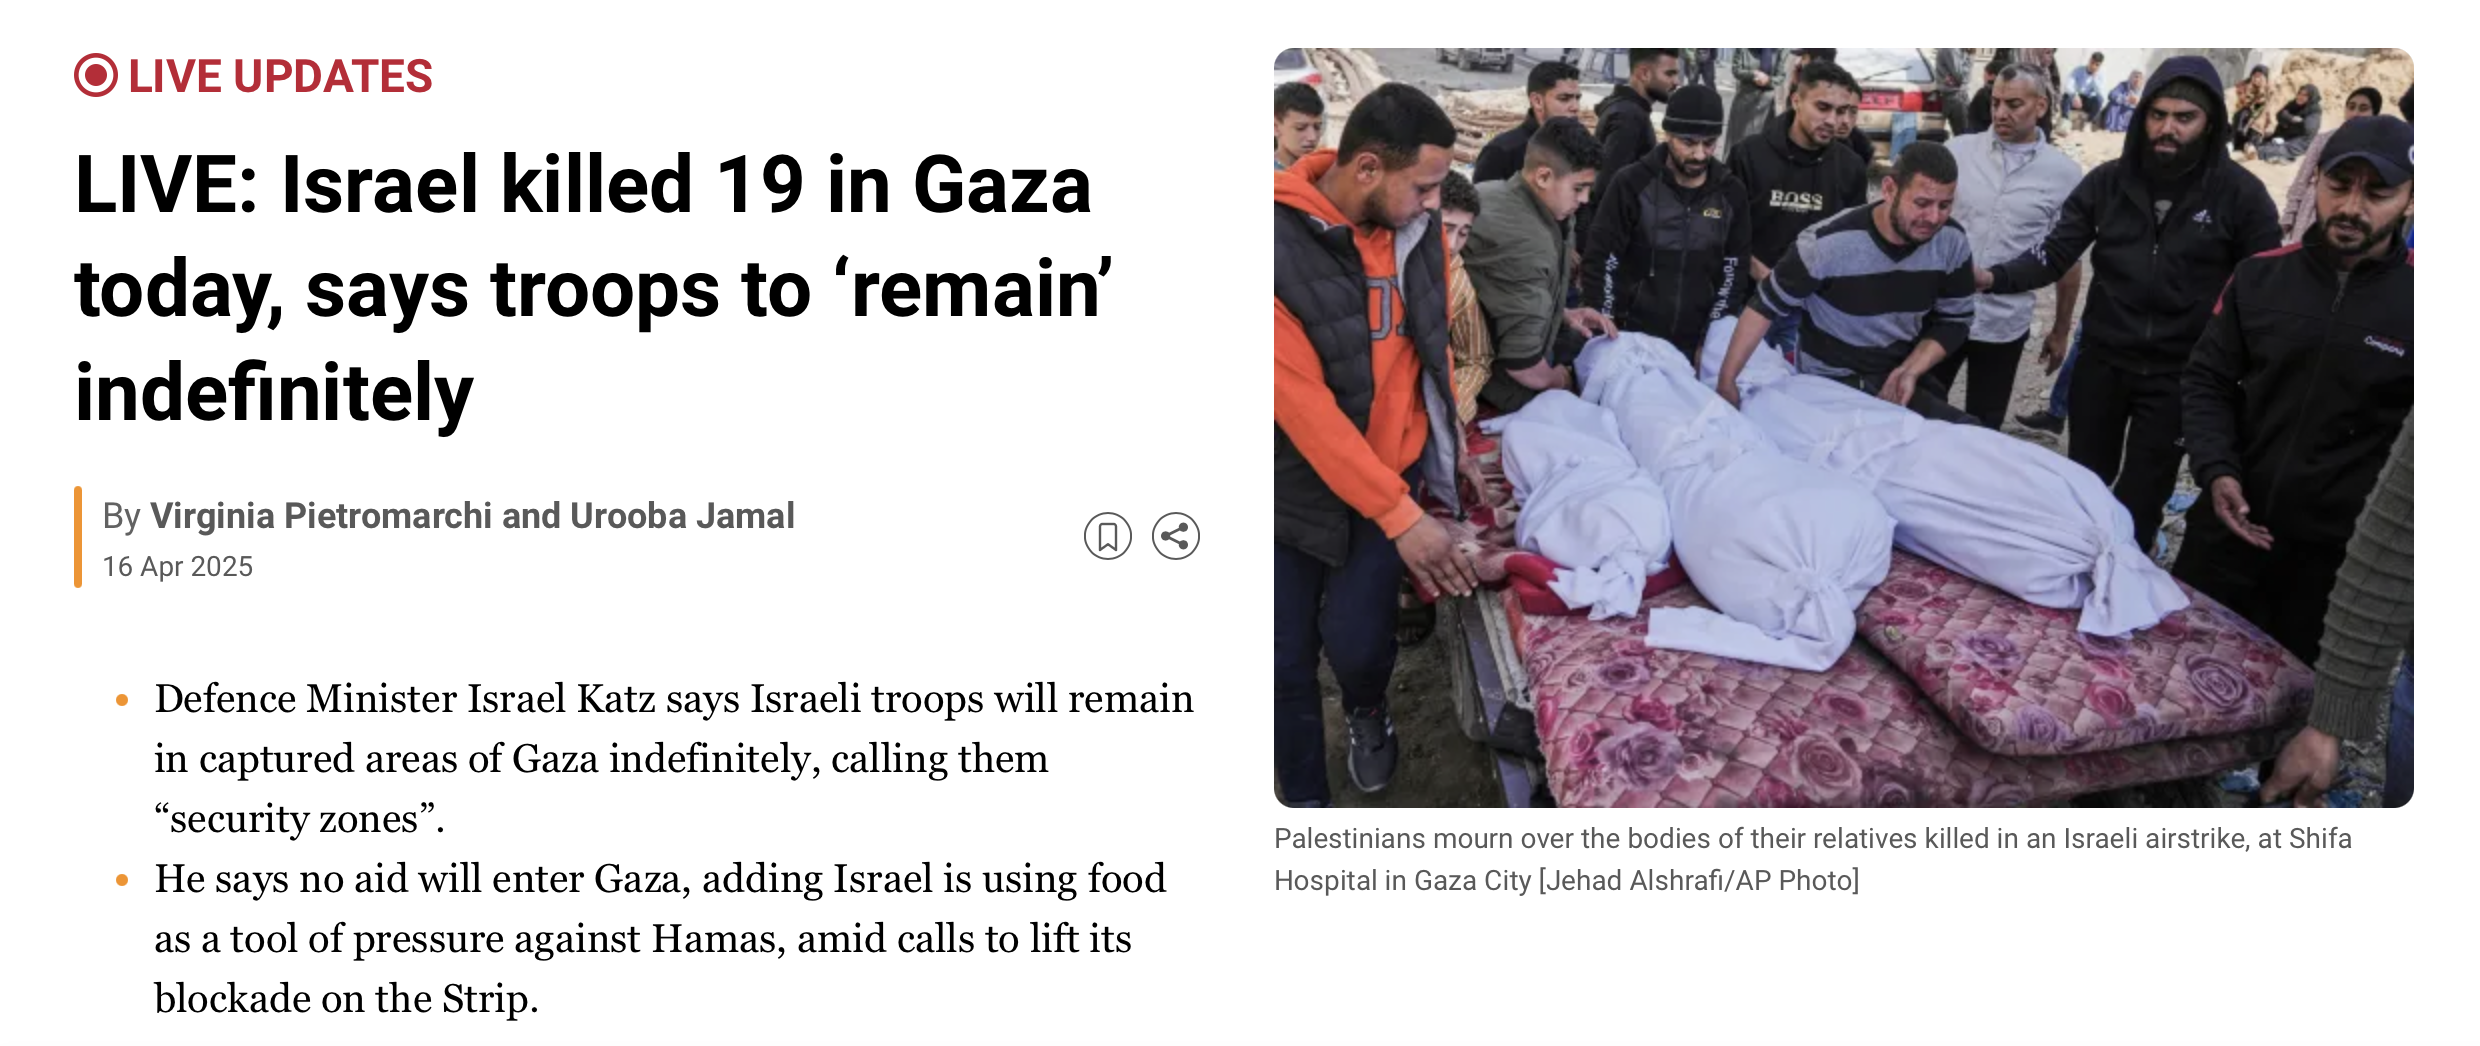 LIVE UPDATES
LIVE: Israel killed 19 in Gaza
today, says troops to ‘remain’
indefinitely
By Virginia Pietromarchi and Urooba Jamal
16 Apr 2025
Defence Minister Israel Katz says Israeli troops will remain
in captured areas of Gaza indefinitely, calling them
“security zones”.
He says no aid will enter Gaza, adding Israel is using food
as a tool of pressure against Hamas, amid calls to lift its
blockade on the Strip.
BOSS
Company
Palestinians mourn over the bodies of their relatives killed in an Israeli airstrike, at Shifa
Hospital in Gaza City [Jehad Alshrafi/AP Photo]